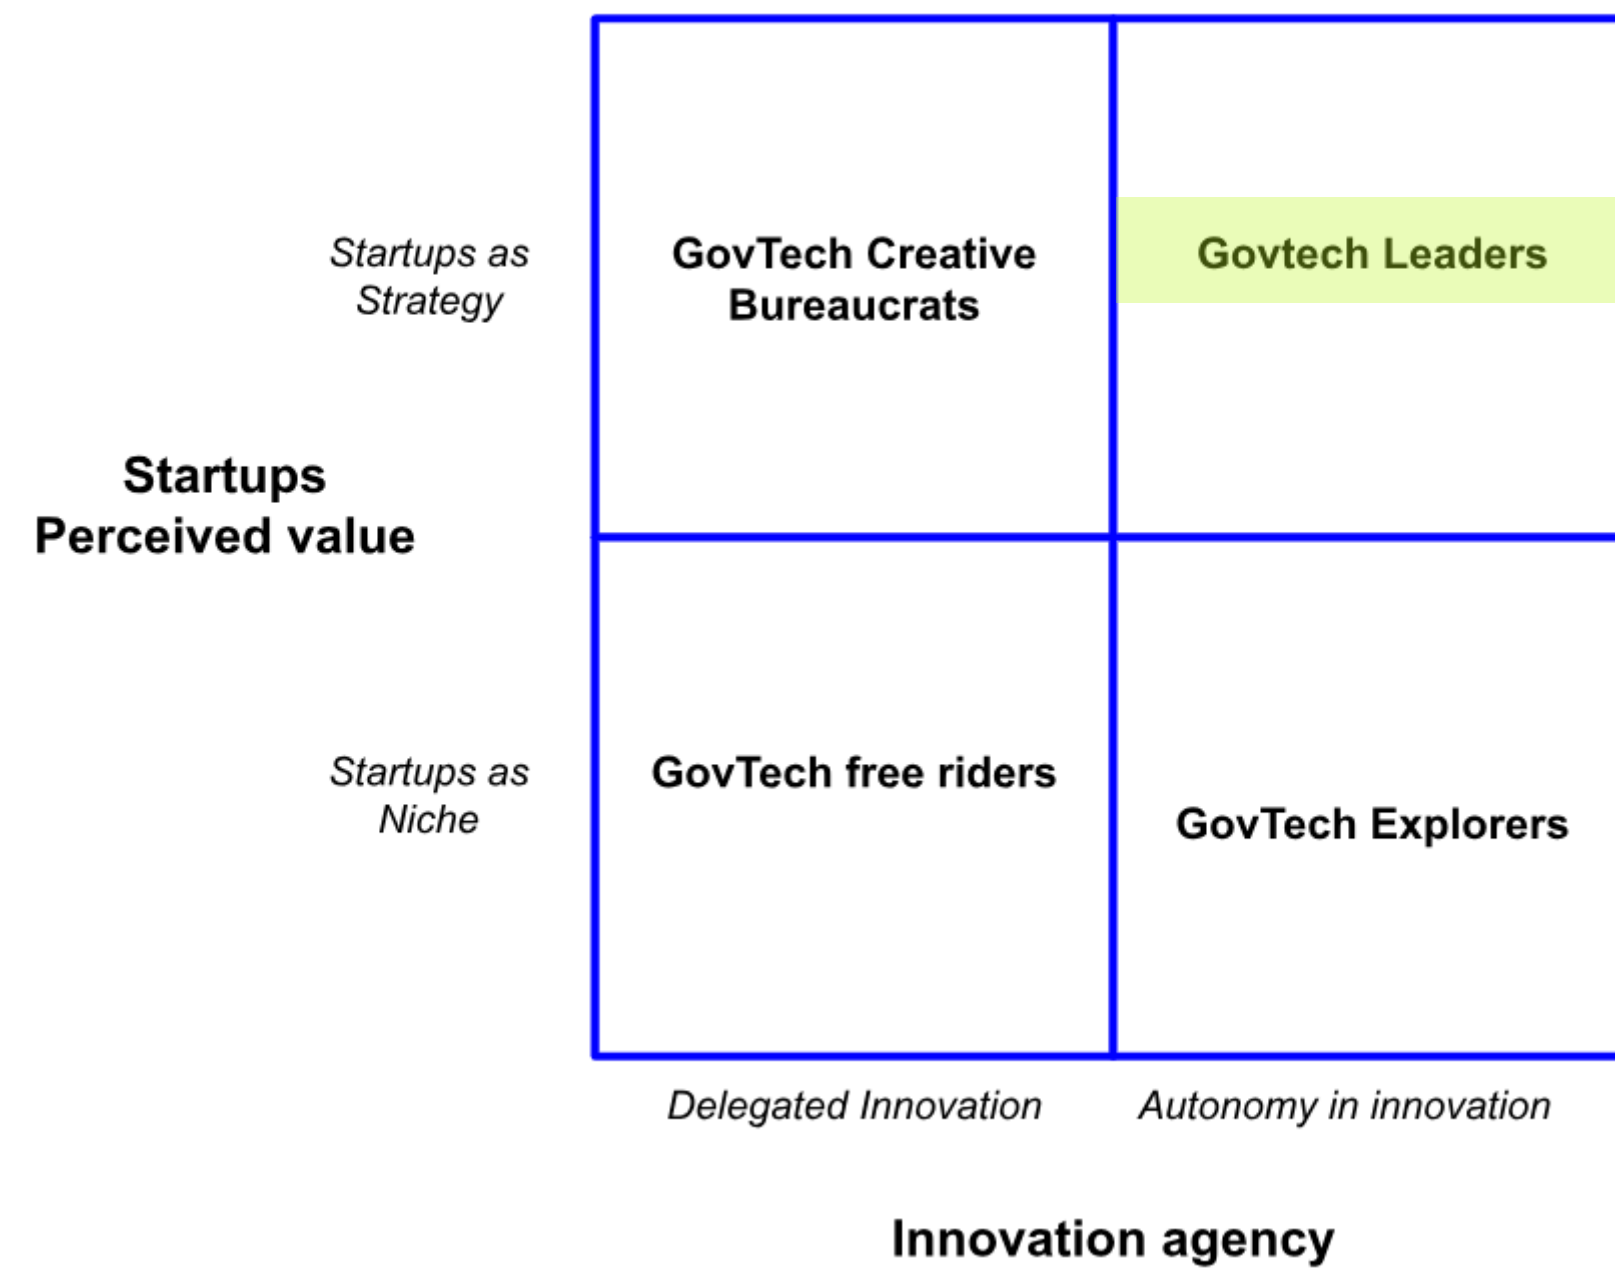 Startups as
Strategy
GovTech Creative
Bureaucrats
Govtech Leaders
Startups
Perceived value
Startups as
Niche
GovTech free riders
GovTech Explorers
Delegated Innovation
Autonomy in innovation
Innovation agency